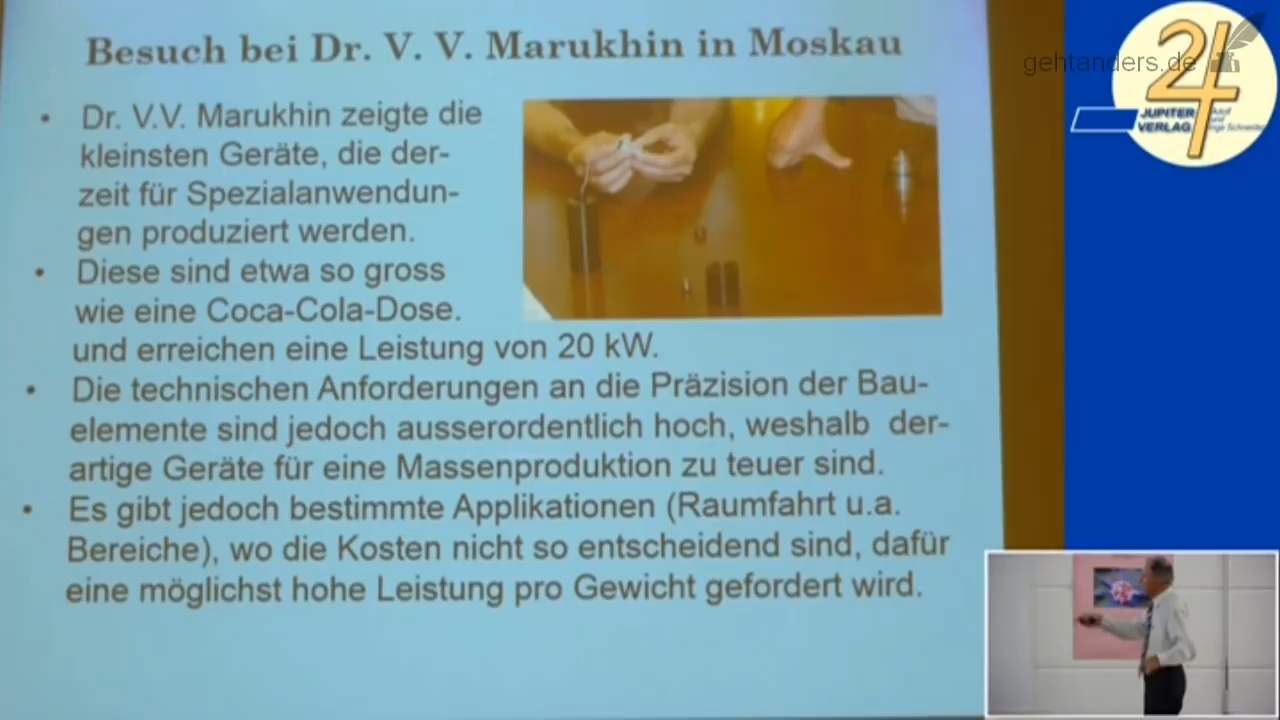 Besuch bei Dr. V. V. Marukhin in Moskau
• Dr. V.V. Marukhin zeigte die
kleinsten Geräte, die der-
zeit für Spezialanwendun-
gen produziert werden.
• Diese sind etwa so gross
wie eine Coca-Cola-Dose.
und erreichen eine Leistung von 20 kW.
• Die technischen Anforderungen an die Präzision der Bau-
elemente sind jedoch ausserordentlich hoch, weshalb der-
artige Geräte für eine Massenproduktion zu teuer sind.
• Es gibt jedoch bestimmte Applikationen (Raumfahrt u.a.
Bereiche), wo die Kosten nicht so entscheidend sind, dafür
eine möglichst hohe Leistung pro Gewicht gefordert wird.
gehtanders.de
JUPITER
VERLAG
Adolf
und
Inge Schneider